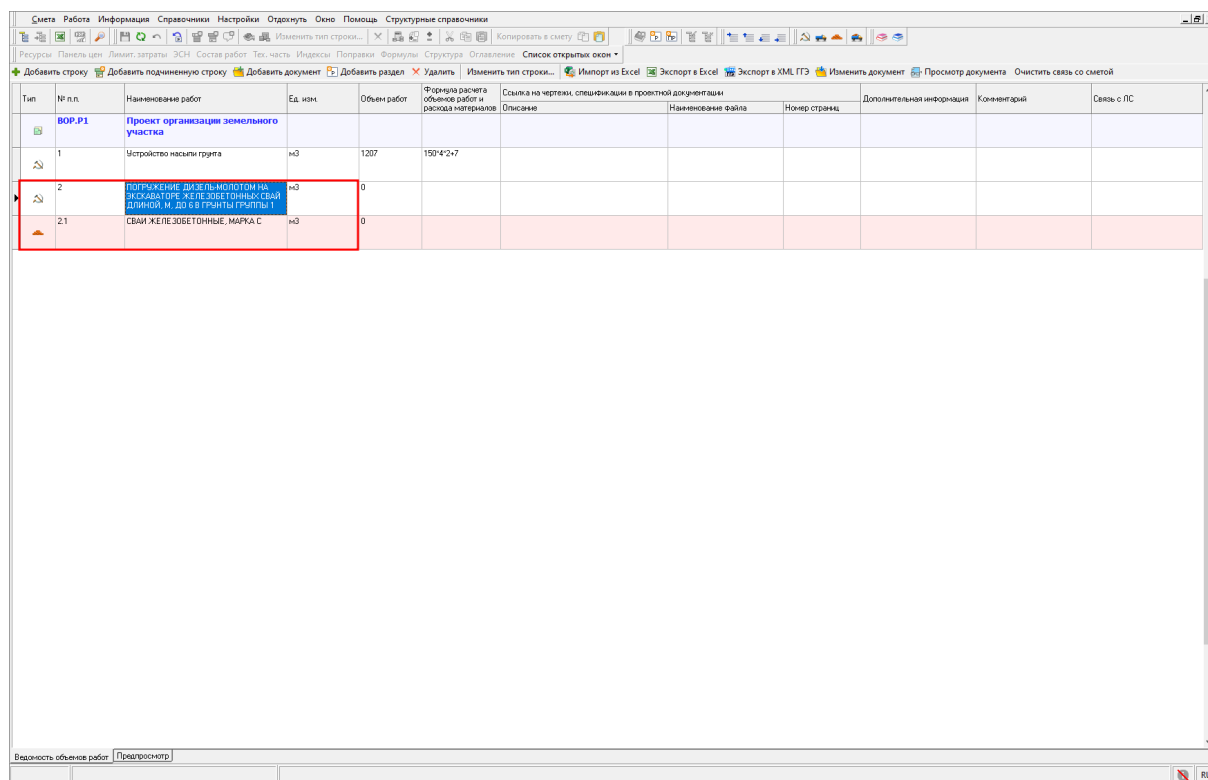 Смета Работа Информация Справочники Настройки Отдохнуть Окно Помощь Структурные справочники
Изменить тип строки... Копировать в смету
Ресурсы Панель цен Лимит. затраты ЭСН Состав работ Тех. часть Индексы Поправки Формулы Структура Оглавление Список открытых окон
Добавить строку Добавить подчиненную строку Добавить документ Добавить раздел Удалить Изменить тип строки... Импорт из Excel Экспорт в Excel Экспорт в XML ГГЭ Изменить документ Просмотр документа Очистить связь со сметой
Тип № п.п. Наименование работ Ед. изм. Объем работ Формула расчета объемов работ и расхода материалов Ссылка на чертежи, спецификации в проектной документации Дополнительная информация Комментарий Связь с ЛС
Описание Наименование файла Номер страниц
ВОР.Р1 Проект организации земельного
участка
1 Устройство насыпи грунта м3 1207 150*4*2+7
2 ПОГРУЖЕНИЕ ДИЗЕЛЬ-МОЛОТОМ НА м3 0
ЭКСКАВАТОРЕ ЖЕЛЕЗОБЕТОННЫХ СВАЙ
ДЛИНОЙ, М, ДО 6 В ГРУНТЫ ГРУППЫ 1
2.1 СВАИ ЖЕЛЕЗОБЕТОННЫЕ, МАРКА С м3 0
Ведомость объемов работ Предпросмотр
RU